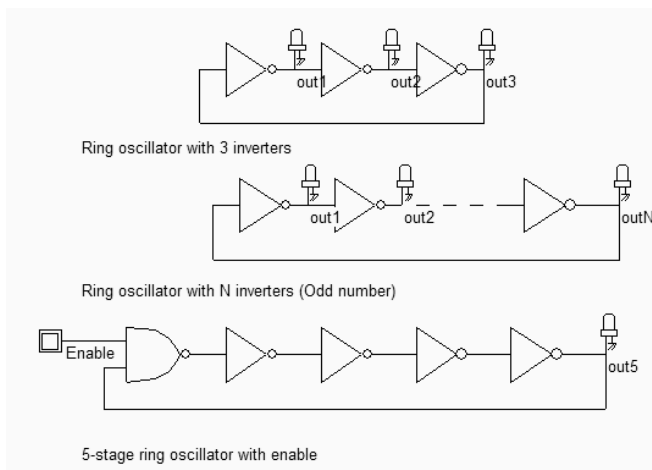 out1 out2 out3
Ring oscillator with 3 inverters
out1 out2 outN
Ring oscillator with N inverters (Odd number)
Enable
out5
5-stage ring oscillator with enable